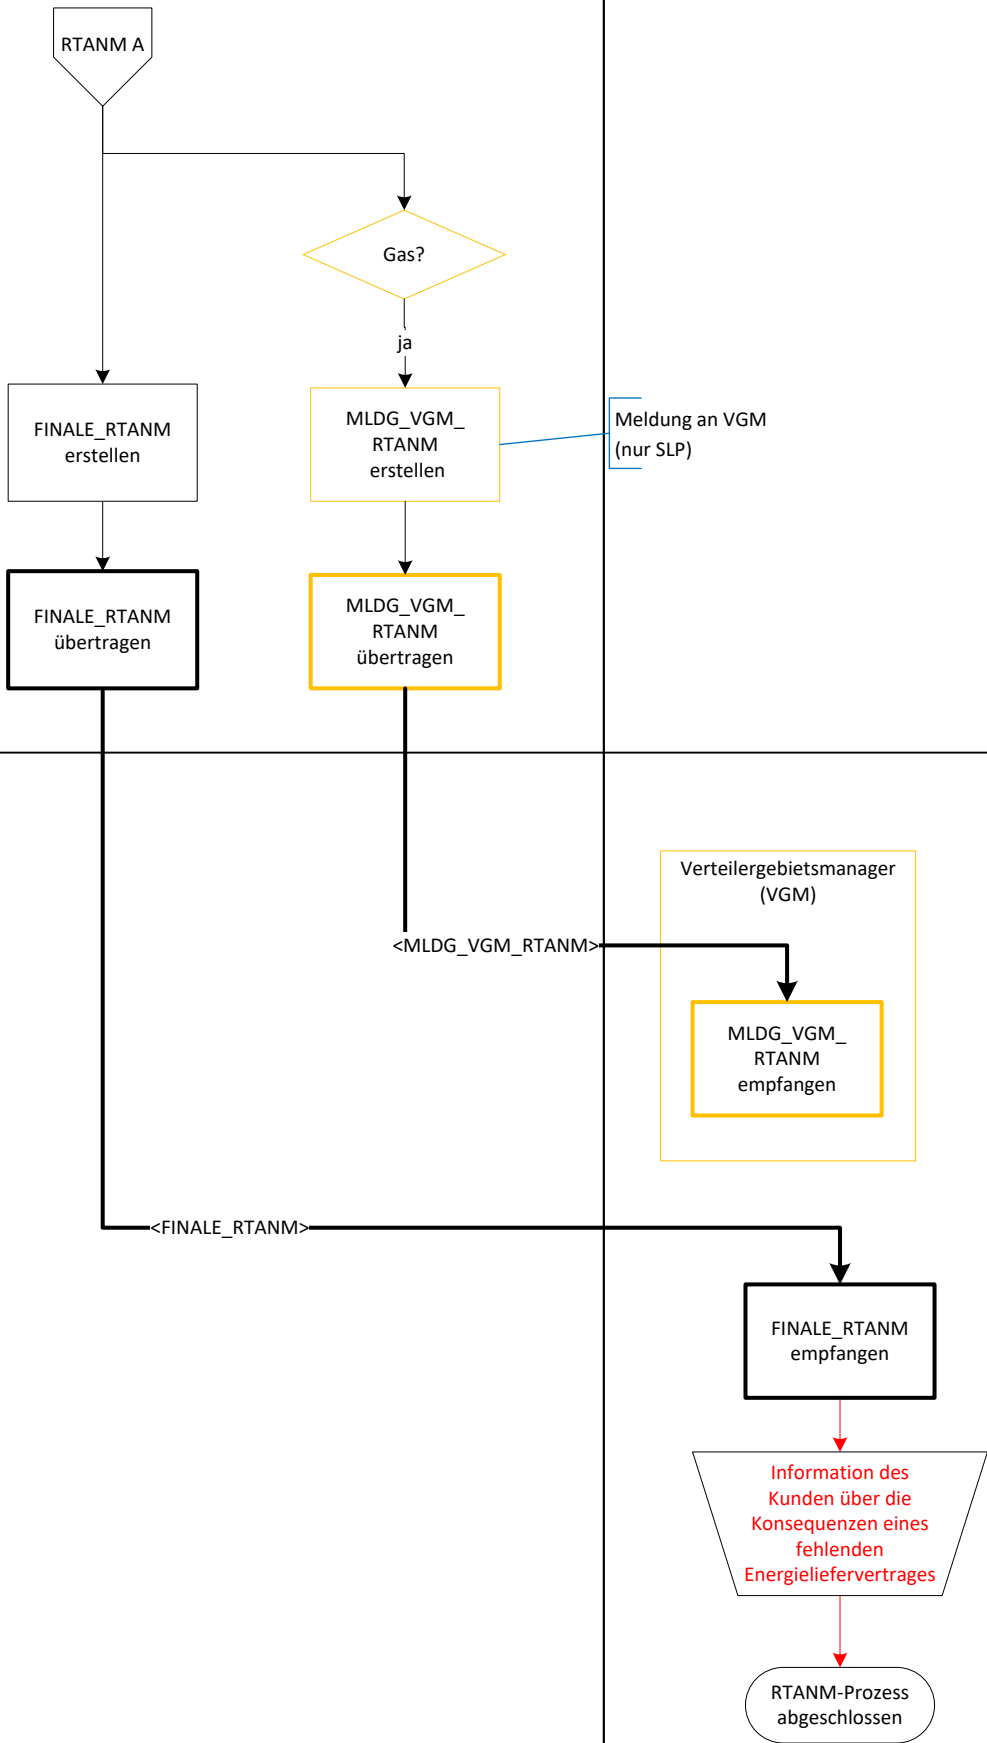 RTANM A
Gas?
ja
FINALE_RTANM
erstellen
MLDG_VGM_
RTANM
erstellen
Meldung an VGM
(nur SLP)
FINALE_RTANM
übertragen
MLDG_VGM_
RTANM
übertragen
Verteilergebietsmanager
(VGM)
<MLDG_VGM_RTANM>
MLDG_VGM_
RTANM
empfangen
<FINALE_RTANM>
FINALE_RTANM
empfangen
Information des
Kunden über die
Konsequenzen eines
fehlenden
Energieliefervertrages
RTANM-Prozess
abgeschlossen